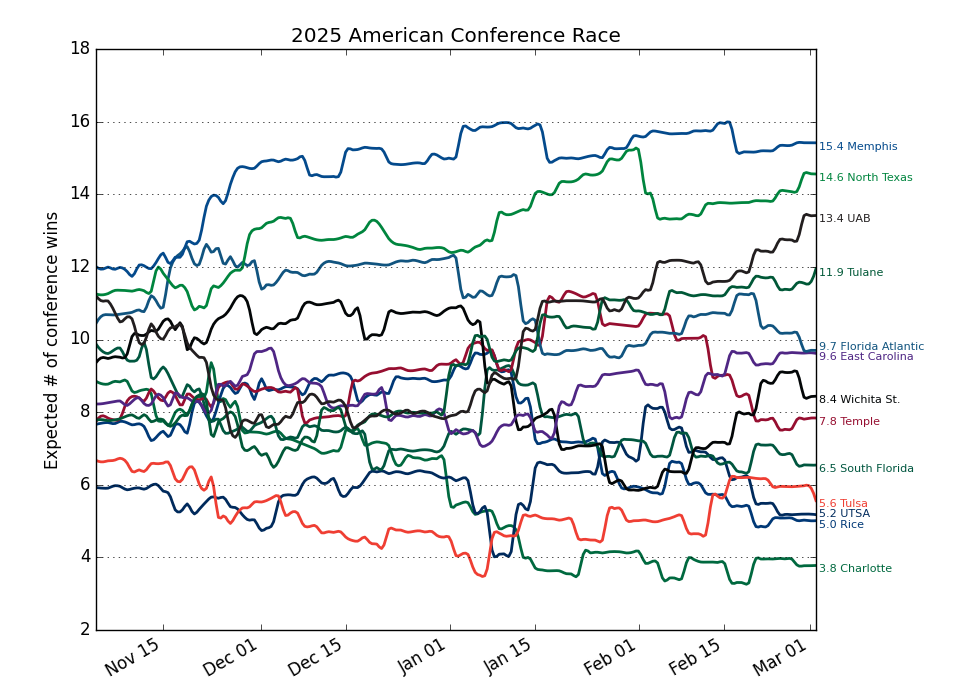 2025 American Conference Race
Expected # of conference wins
18
16
14
12
10
8
6
4
2
15.4 Memphis
14.6 North Texas
13.4 UAB
11.9 Tulane
9.7 Florida Atlantic
9.6 East Carolina
8.4 Wichita St.
7.8 Temple
6.5 South Florida
5.6 Tulsa
5.2 UTSA
5.0 Rice
3.8 Charlotte
Nov 15
Dec 01
Dec 15
Jan 01
Jan 15
Feb 01
Feb 15
Mar 01